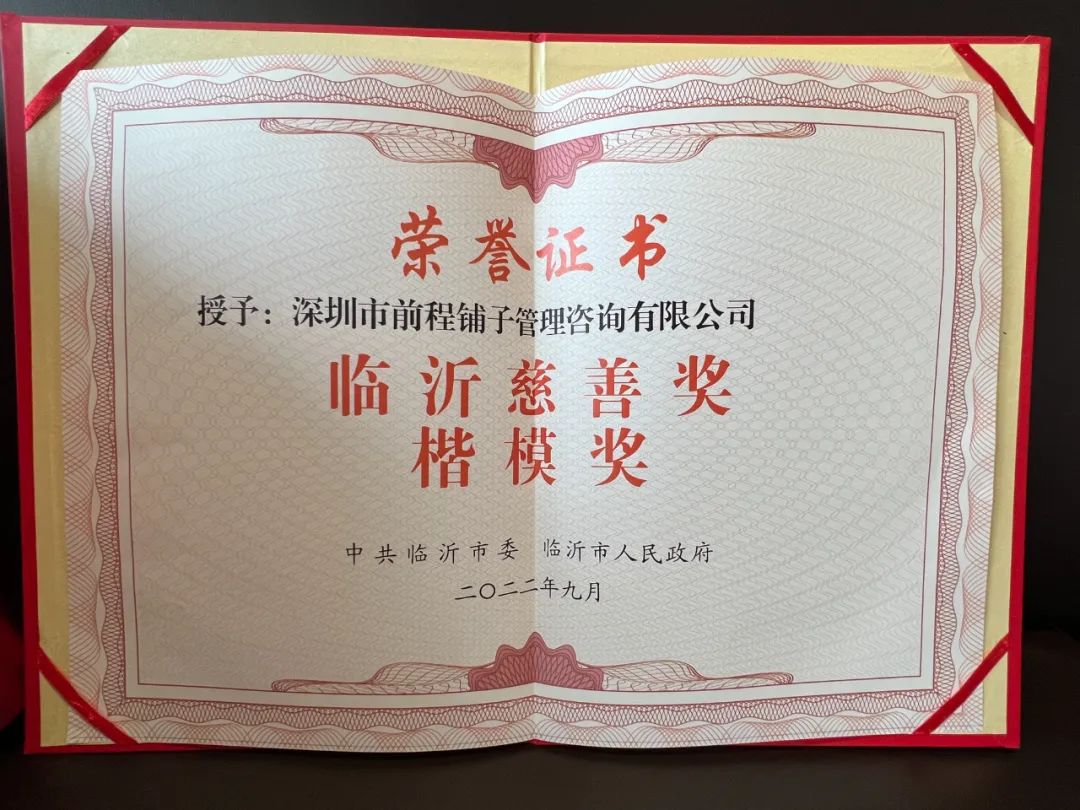 荣誉证书
授予：深圳市前程铺子管理咨询有限公司
临沂慈善奖
楷模奖
中共临沂市委 临沂市人民政府
二〇二二年九月